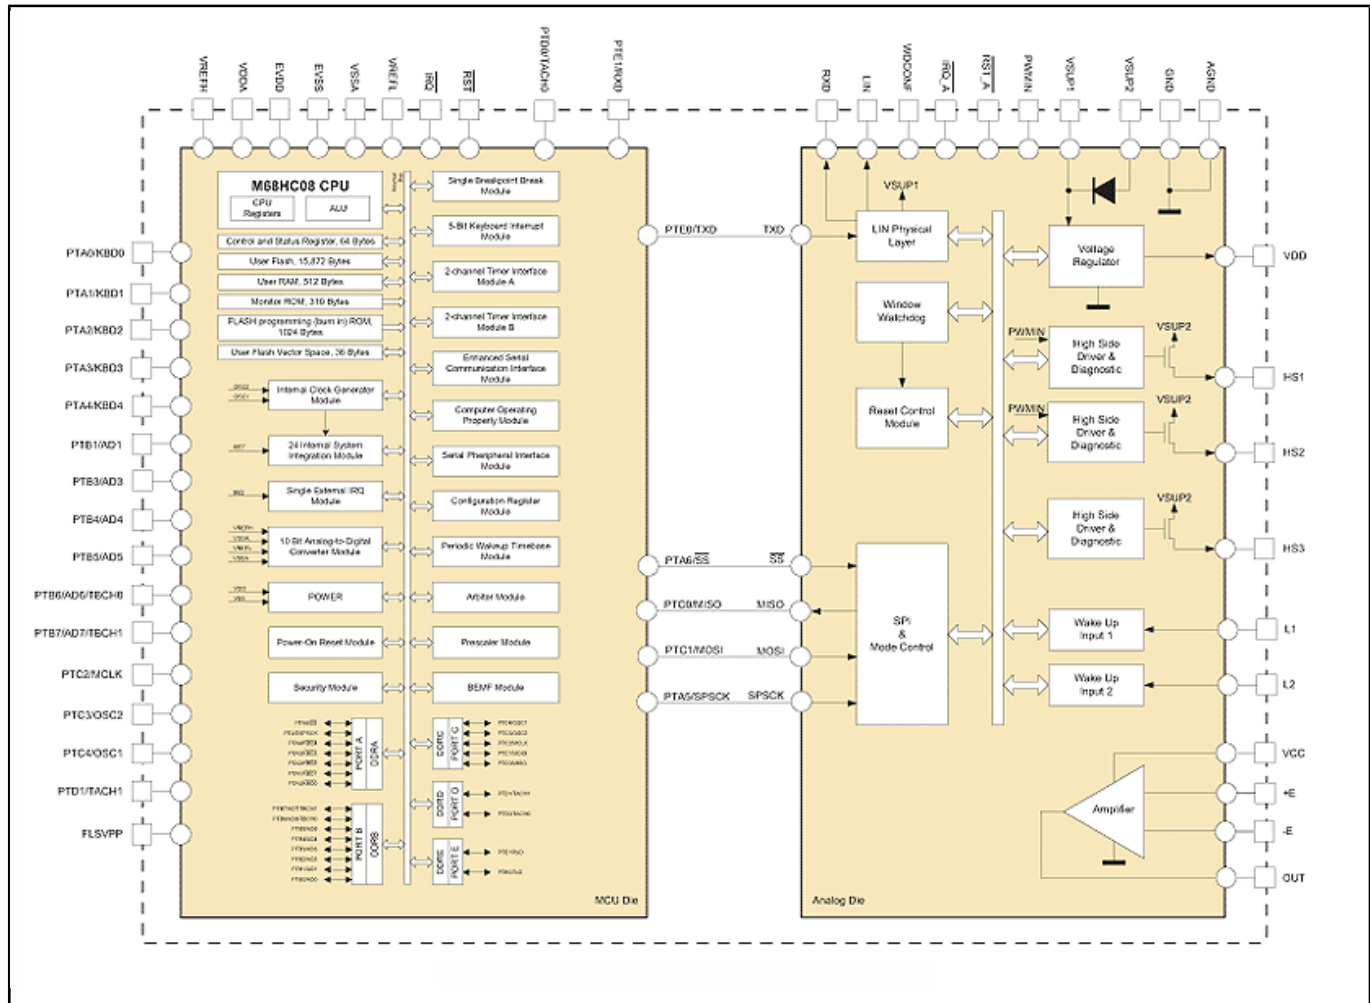 VREFH
VDDA
EVDD
EVSS
VSSA
VREFL
IRQ
RST
PTD0/TACH0
PTE1/RXD
RXD
LIN
WDCONF
IRQ_A
RST_A
PWMIN
VSUP1
VSUP2
GND
AGND
PTA0/KBD0
PTA1/KBD1
PTA2/KBD2
PTA3/KBD3
PTA4/KBD4
PTB1/AD1
PTB3/AD3
PTB4/AD4
PTB5/AD5
PTB6/AD6/TBCH0
PTB7/AD7/TBCH1
PTC2/MCLK
PTC3/OSC2
PTC4/OSC1
PTD1/TACH1
FLSVPP
M68HC08 CPU
CPU
Registers
ALU
Control and Status Register, 64 Bytes
User Flash, 15,872 Bytes
User RAM, 512 Bytes
Monitor ROM, 310 Bytes
FLASH programming (burn in) ROM,
1024 Bytes
User Flash Vector Space, 36 Bytes
Internal Clock Generator
Module
24 Internal System
Integration Module
Single External IRQ
Module
VREFH
VDDA
VREFL
VSSA
10 Bit Analog-to-Digital
Converter Module
POWER
Power-On Reset Module
Security Module
PORT A
DDRA
PORT B
DDRB
Single Breakpoint Break
Module
5-Bit Keyboard Interrupt
Module
2-channel Timer Interface
Module A
2-channel Timer Interface
Module B
Enhanced Serial
Communication Interface
Module
Computer Operating
Property Module
Serial Pheripheral Interface
Module
Configuration Register
Module
Periodic Wakeup Timebase
Module
Arbiter Module
Prescaler Module
BEMF Module
DDRC
PORT C
DDRD
PORT D
DDRE
PORT E
MCU Die
PTE0/TXD
TXD
PTA6/SS
SS
PTC0/MISO
MISO
PTC1/MOSI
MOSI
PTA5/SPSCK
SPSCK
VSUP1
LIN Physical
Layer
Window
Watchdog
Reset Control
Module
SPI
&
Mode Control
Voltage
Regulator
PWMIN
High Side
Driver &
Diagnostic
VSUP2
PWMIN
High Side
Driver &
Diagnostic
VSUP2
High Side
Driver &
Diagnostic
VSUP2
Wake Up
Input 1
Wake Up
Input 2
Amplifier
Analog Die
VDD
HS1
HS2
HS3
L1
L2
VCC
+E
-E
OUT